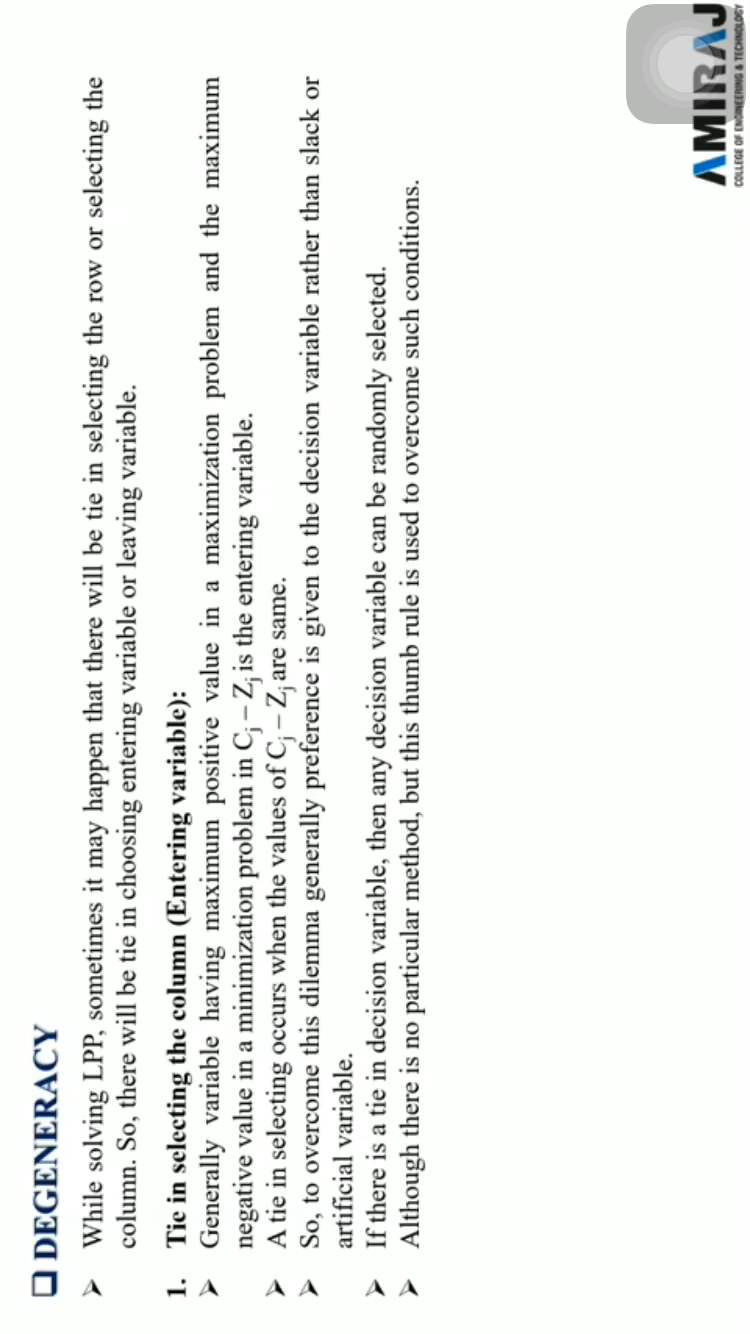 ❑ DEGENERACY
➢ While solving LPP, sometimes it may happen that there will be tie in selecting the row or selecting the
column. So, there will be tie in choosing entering variable or leaving variable.
1. Tie in selecting the column (Entering variable):
➢ Generally variable having maximum positive value in a maximization problem and the maximum
negative value in a minimization problem in Cj – Zj is the entering variable.
➢ A tie in selecting occurs when the values of Cj – Zj are same.
➢ So, to overcome this dilemma generally preference is given to the decision variable rather than slack or
artificial variable.
➢ If there is a tie in decision variable, then any decision variable can be randomly selected.
➢ Although there is no particular method, but this thumb rule is used to overcome such conditions.
AMIRAJ
COLLEGE OF ENGINEERING & TECHNOLOGY